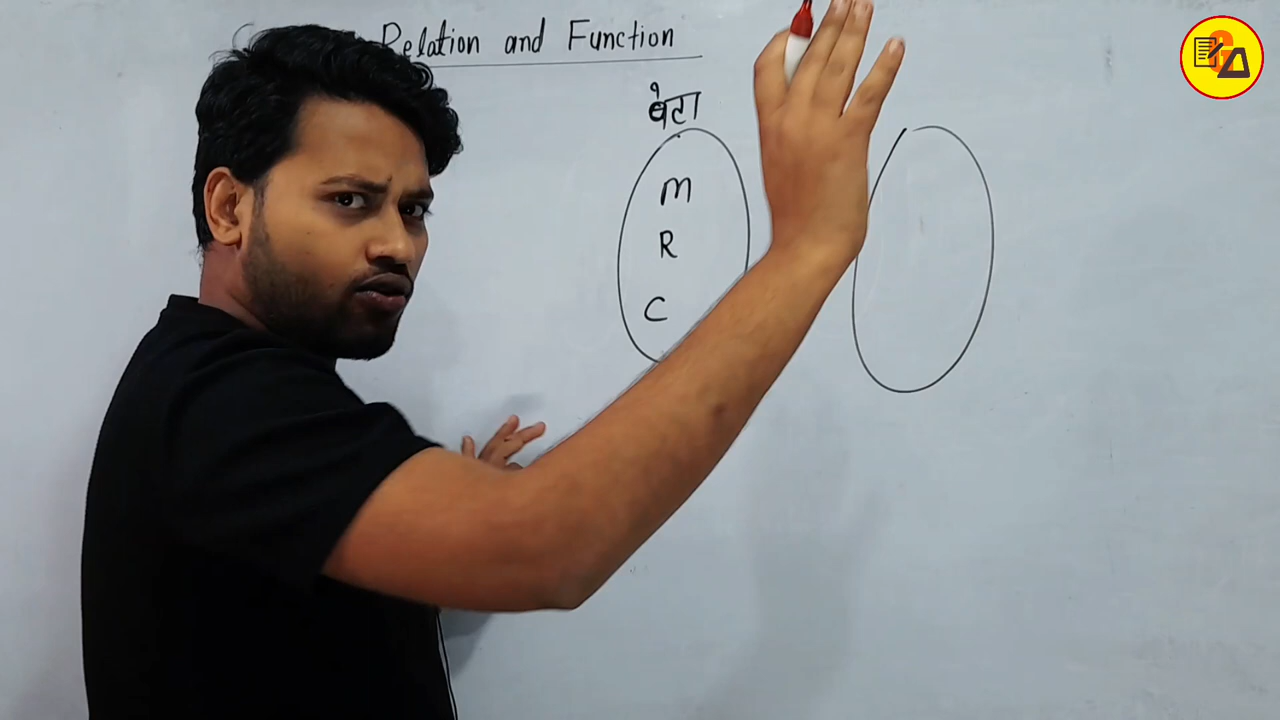 Relation and Function
बेटा
M
R
C